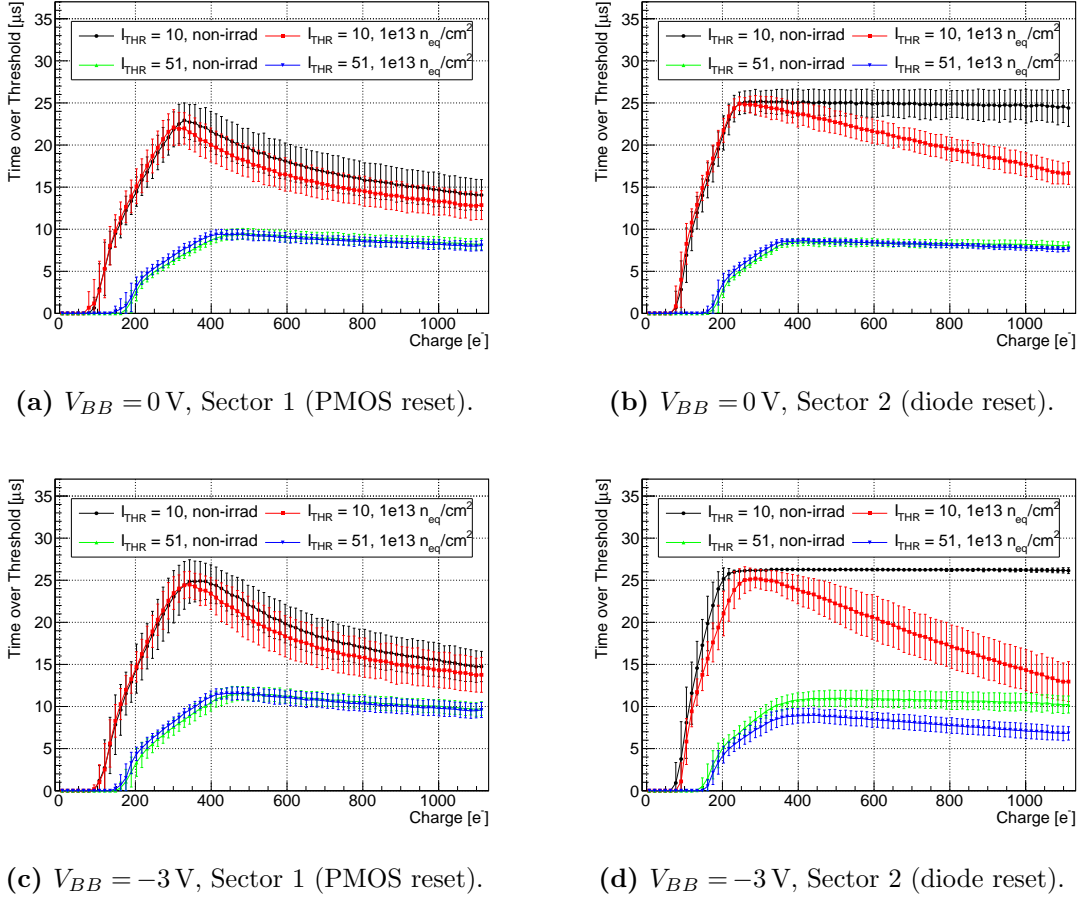 Time over Threshold [µs]
35
30
25
20
15
10
5
0
I_THR = 10, non-irrad
I_THR = 10, 1e13 n_eq/cm²
I_THR = 51, non-irrad
I_THR = 51, 1e13 n_eq/cm²
0 200 400 600 800 1000
Charge [e⁻]
(a) V_BB = 0 V, Sector 1 (PMOS reset).
Time over Threshold [µs]
35
30
25
20
15
10
5
0
I_THR = 10, non-irrad
I_THR = 10, 1e13 n_eq/cm²
I_THR = 51, non-irrad
I_THR = 51, 1e13 n_eq/cm²
0 200 400 600 800 1000
Charge [e⁻]
(b) V_BB = 0 V, Sector 2 (diode reset).
Time over Threshold [µs]
35
30
25
20
15
10
5
0
I_THR = 10, non-irrad
I_THR = 10, 1e13 n_eq/cm²
I_THR = 51, non-irrad
I_THR = 51, 1e13 n_eq/cm²
0 200 400 600 800 1000
Charge [e⁻]
(c) V_BB = −3 V, Sector 1 (PMOS reset).
Time over Threshold [µs]
35
30
25
20
15
10
5
0
I_THR = 10, non-irrad
I_THR = 10, 1e13 n_eq/cm²
I_THR = 51, non-irrad
I_THR = 51, 1e13 n_eq/cm²
0 200 400 600 800 1000
Charge [e⁻]
(d) V_BB = −3 V, Sector 2 (diode reset).